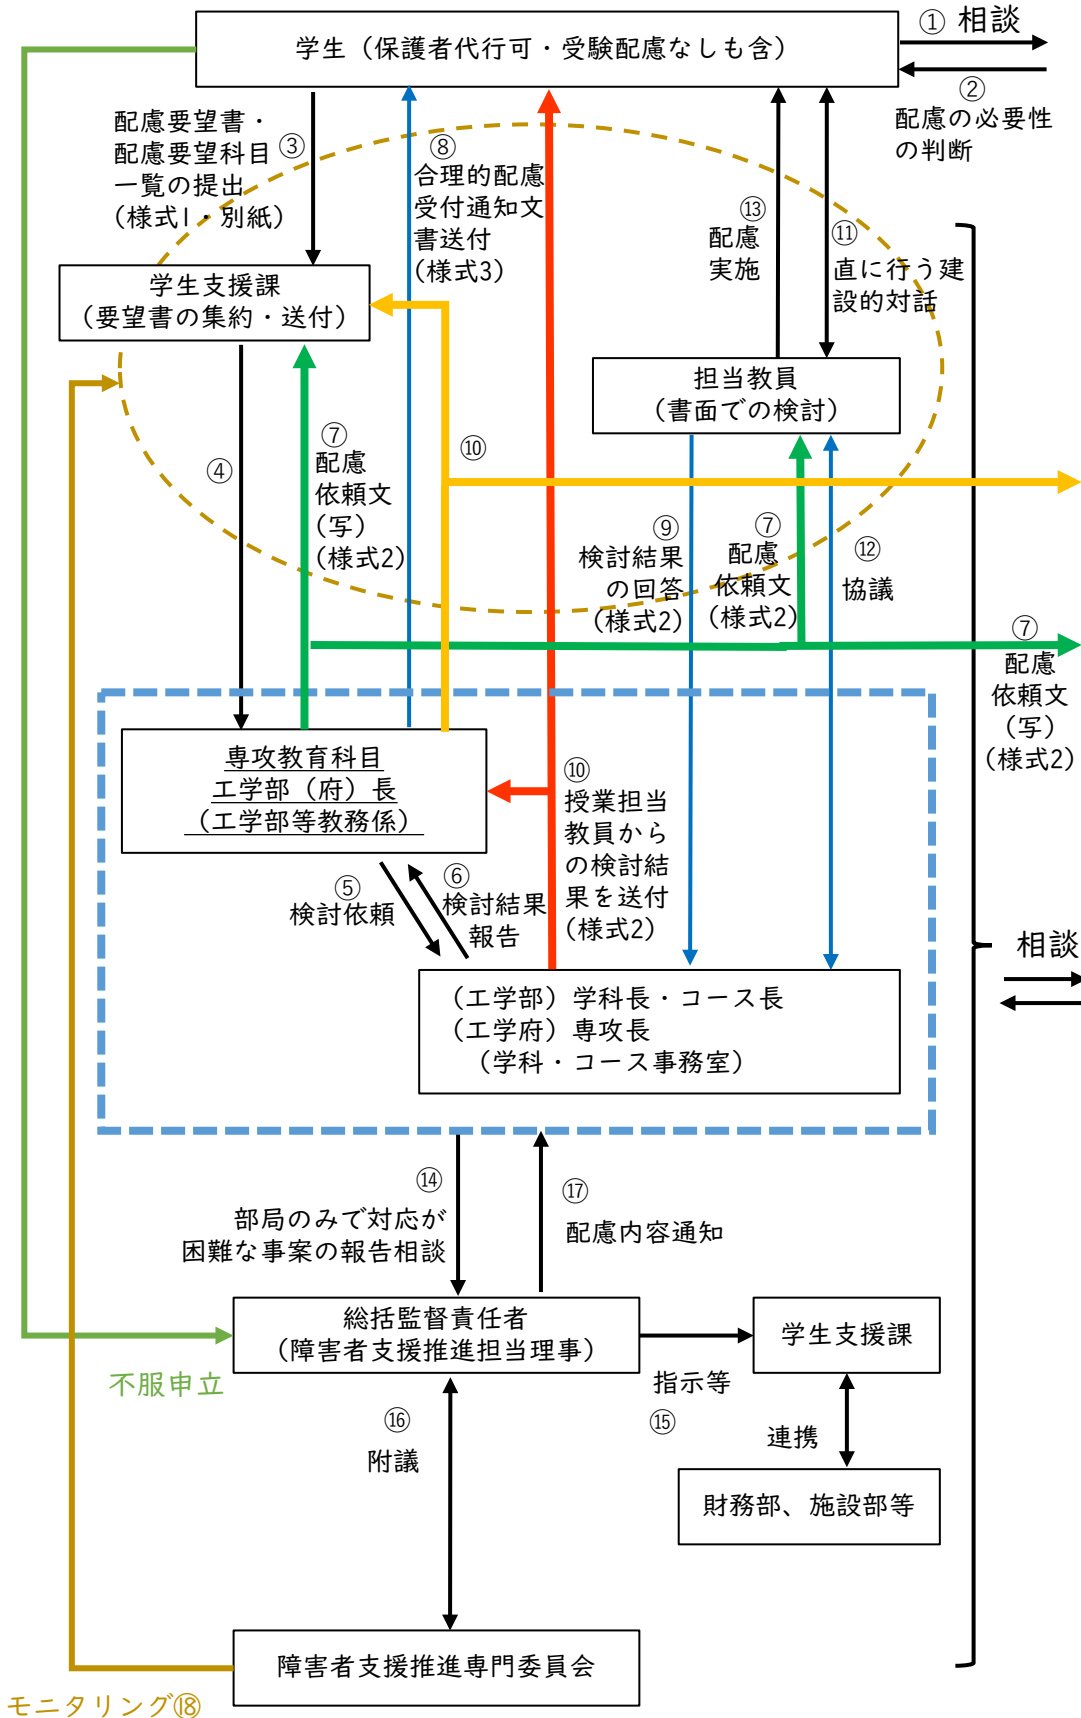 学生（保護者代行可・受験配慮なしも含）
① 相談
②
配慮の必要性
の判断
配慮要望書・
配慮要望科目
一覧の提出
(様式1・別紙)
③
⑧
合理的配慮
受付通知文
書送付
(様式3)
⑬
配慮
実施
⑪
直に行う建
設的対話
学生支援課
（要望書の集約・送付）
担当教員
（書面での検討）
④
⑦
配慮
依頼文
（写）
(様式2)
⑩
⑨
検討結果
の回答
(様式2)
⑦
配慮
依頼文
(様式2)
⑫
協議
⑦
配慮
依頼文
（写）
(様式2)
専攻教育科目
工学部（府）長
（工学部等教務係）
⑩
授業担当
教員から
の検討結
果を送付
(様式2)
⑤
検討依頼
⑥
検討結果
報告
相談
（工学部）学科長・コース長
（工学府）専攻長
（学科・コース事務室）
⑭
部局のみで対応が
困難な事案の報告相談
⑰
配慮内容通知
総括監督責任者
（障害者支援推進担当理事）
学生支援課
不服申立
指示等
⑮
⑯
附議
連携
財務部、施設部等
障害者支援推進専門委員会
モニタリング⑱